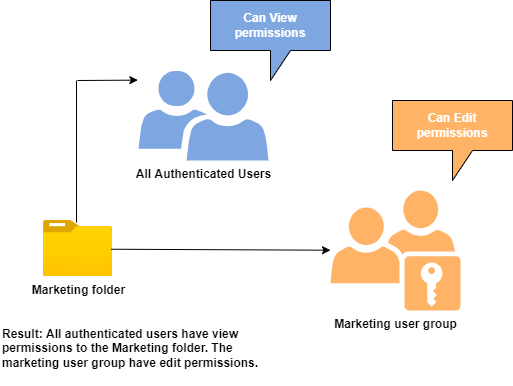 Can View
permissions
Can Edit
permissions
All Authenticated Users
Marketing folder
Marketing user group
Result: All authenticated users have view
permissions to the Marketing folder. The
marketing user group have edit permissions.